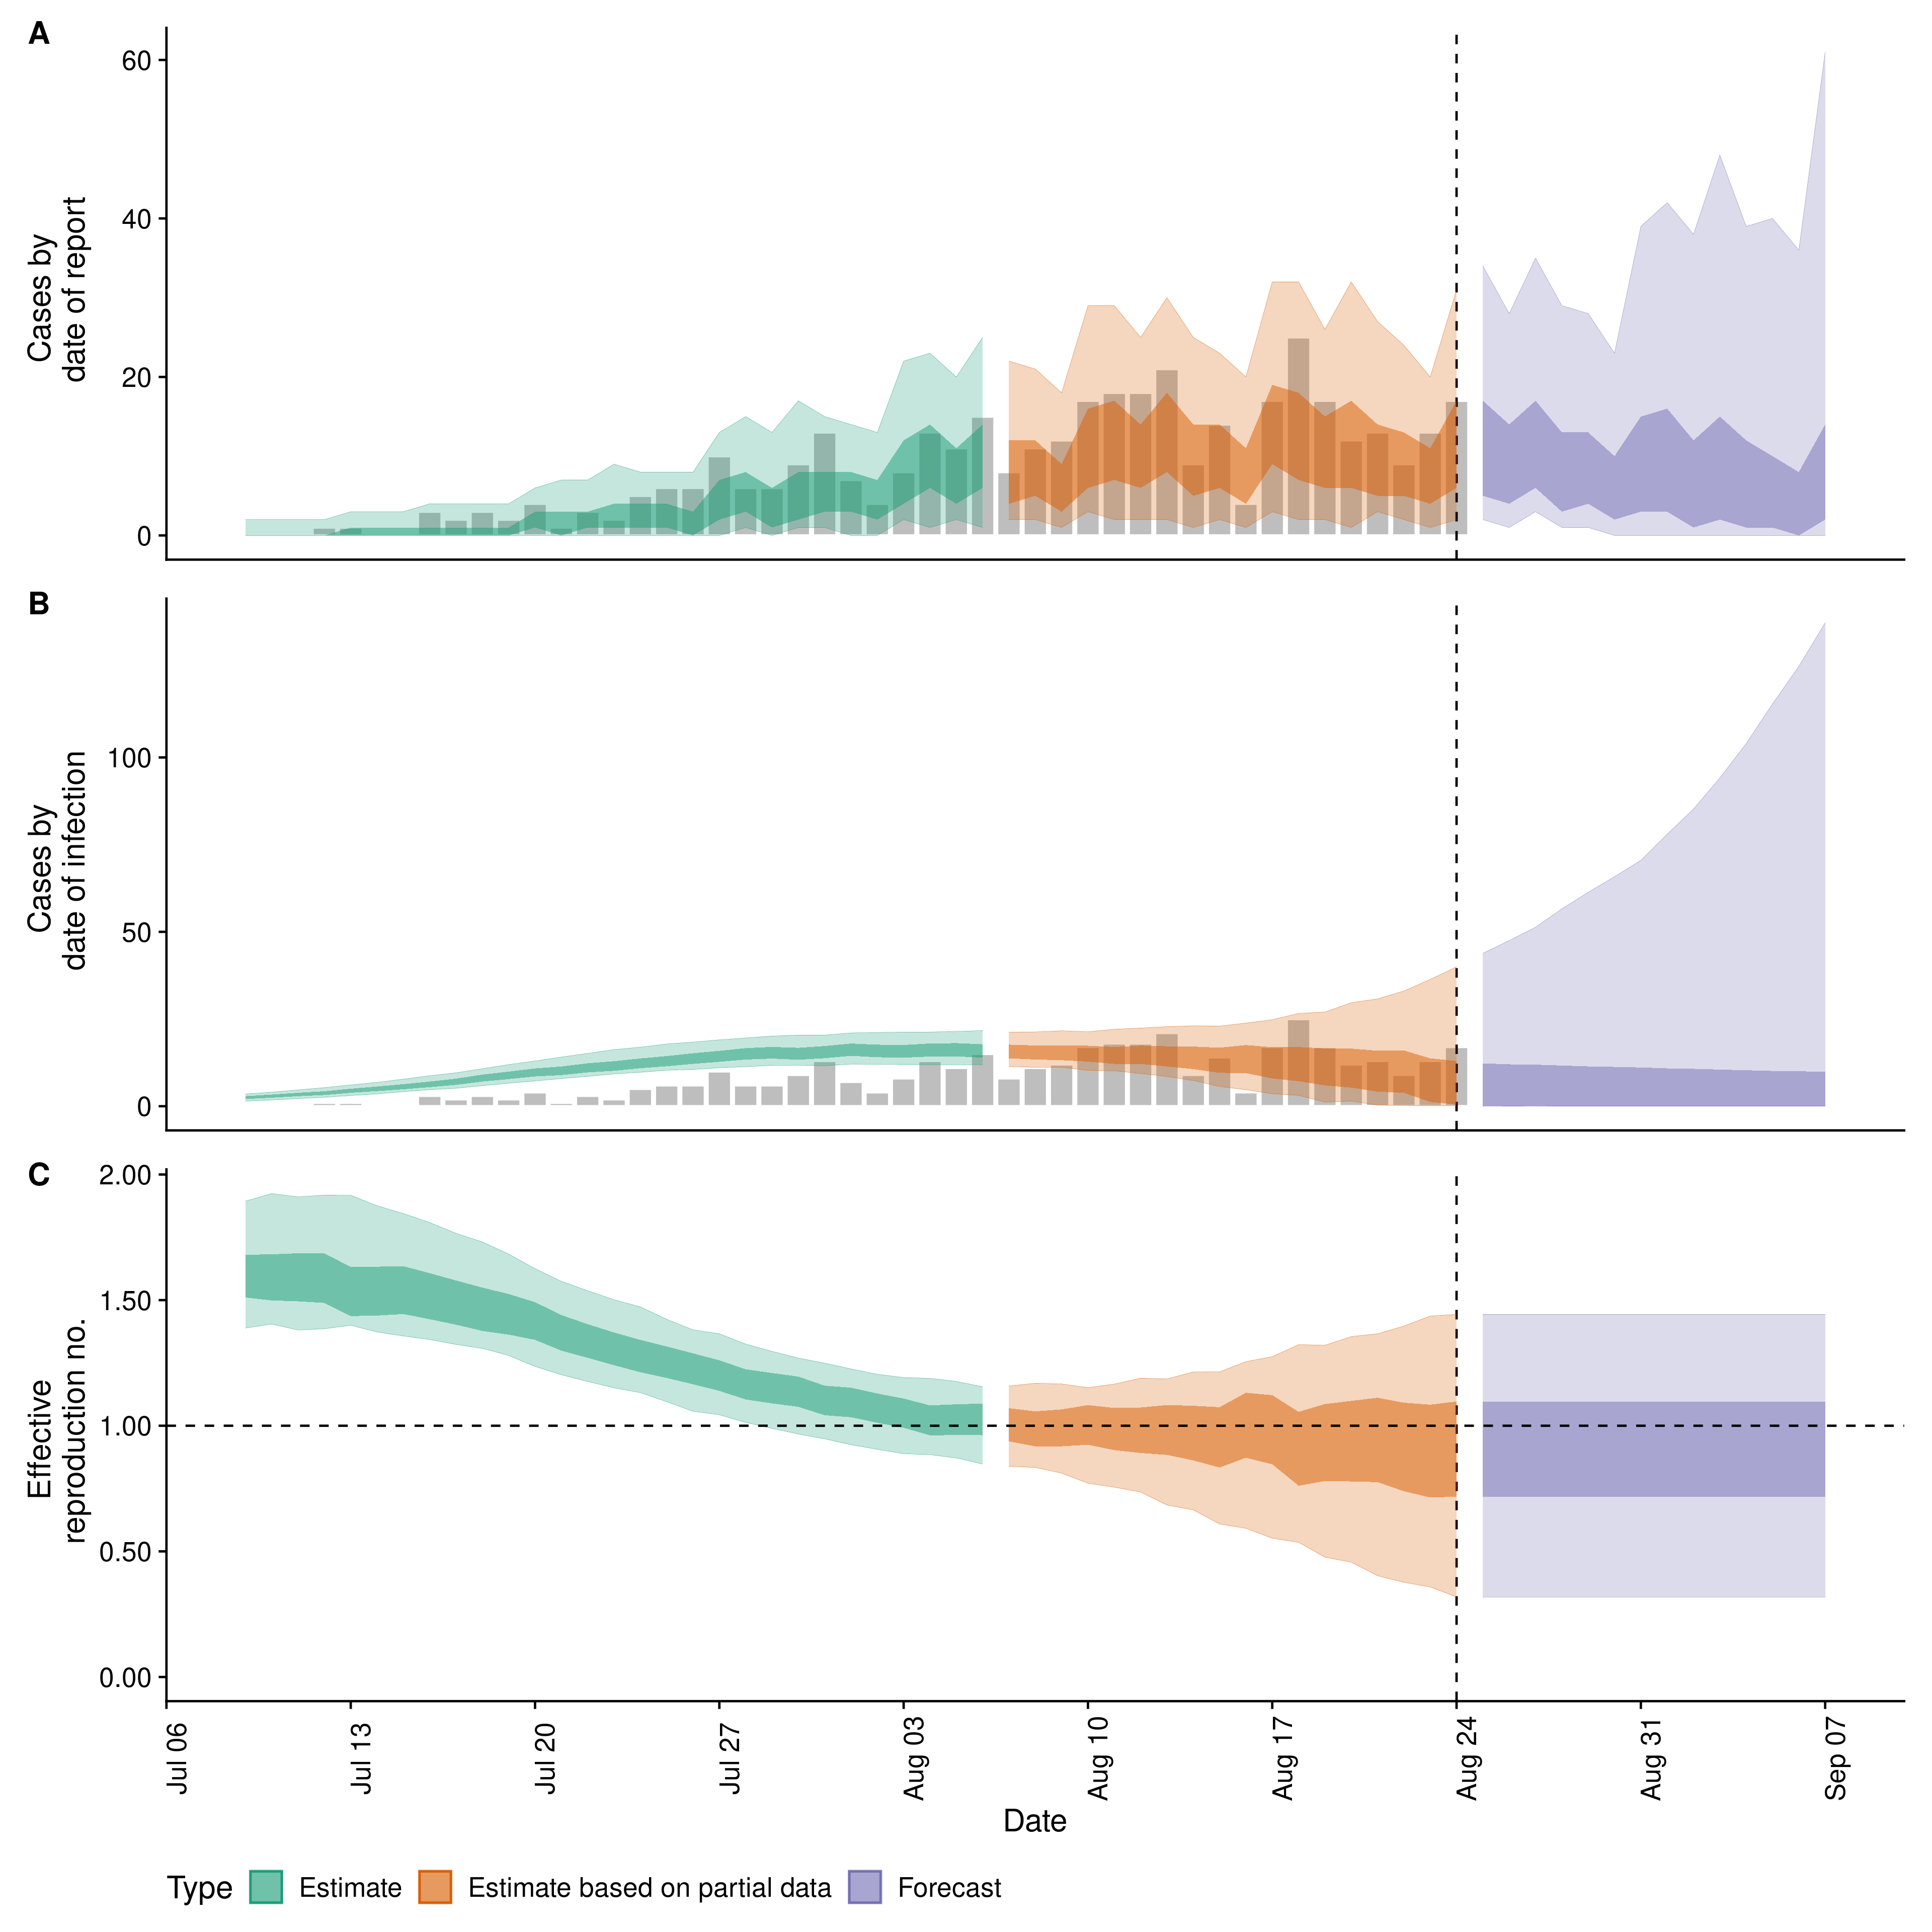 A
Cases by
date of report
60
40
20
0
B
Cases by
date of infection
100
50
0
C
Effective
reproduction no.
2.00
1.50
1.00
0.50
0.00
Jul 06
Jul 13
Jul 20
Jul 27
Aug 03
Aug 10
Aug 17
Aug 24
Aug 31
Sep 07
Date
Type Estimate Estimate based on partial data Forecast